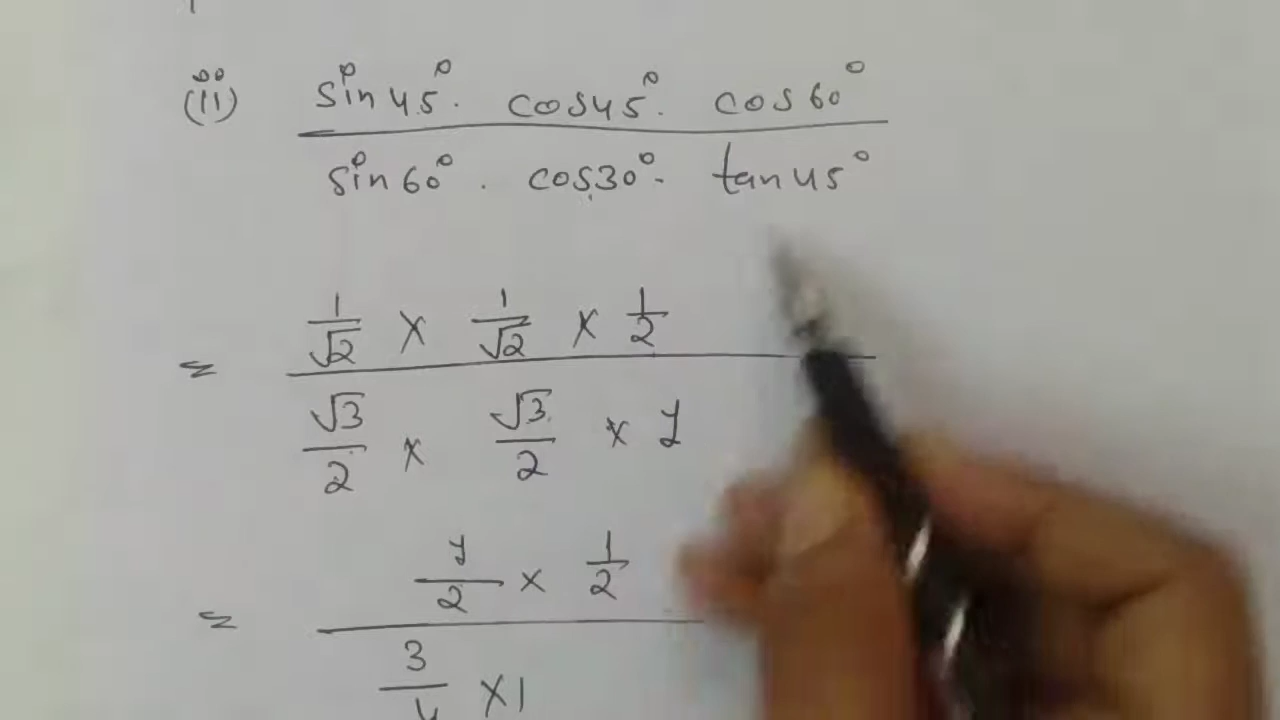 (ii) sin45°. cos45°. cos60°
sin60°. cos30°. tan45°
1/√2 × 1/√2 × 1/2
=
√3/2 × √3/2 × 1
1/2 × 1/2
=
3/4 ×1